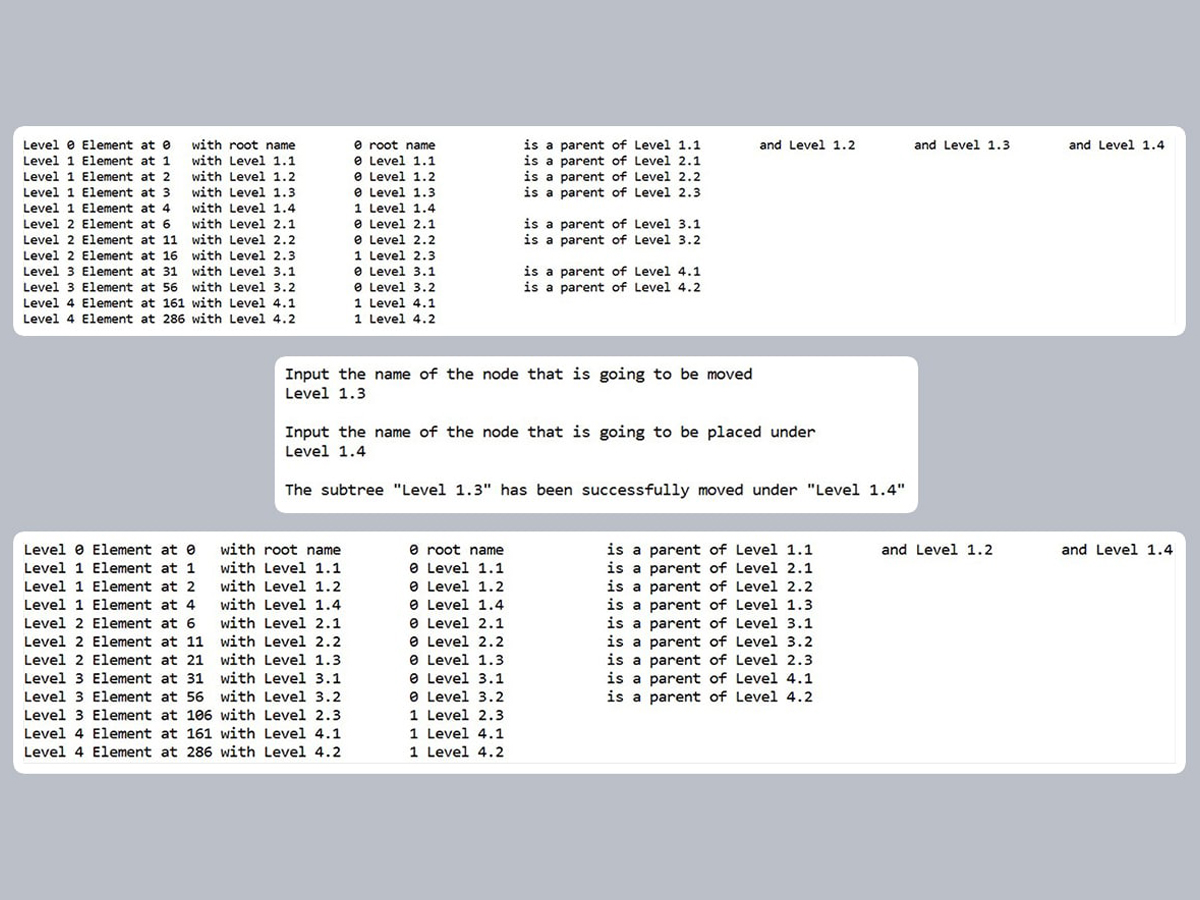 Level 0 Element at 0 with root name 0 root name is a parent of Level 1.1 and Level 1.2 and Level 1.3 and Level 1.4
Level 1 Element at 1 with Level 1.1 0 Level 1.1 is a parent of Level 2.1
Level 1 Element at 2 with Level 1.2 0 Level 1.2 is a parent of Level 2.2
Level 1 Element at 3 with Level 1.3 0 Level 1.3 is a parent of Level 2.3
Level 1 Element at 4 with Level 1.4 1 Level 1.4
Level 2 Element at 6 with Level 2.1 0 Level 2.1 is a parent of Level 3.1
Level 2 Element at 11 with Level 2.2 0 Level 2.2 is a parent of Level 3.2
Level 2 Element at 16 with Level 2.3 1 Level 2.3
Level 3 Element at 31 with Level 3.1 0 Level 3.1 is a parent of Level 4.1
Level 3 Element at 56 with Level 3.2 0 Level 3.2 is a parent of Level 4.2
Level 4 Element at 161 with Level 4.1 1 Level 4.1
Level 4 Element at 286 with Level 4.2 1 Level 4.2
Input the name of the node that is going to be moved
Level 1.3
Input the name of the node that is going to be placed under
Level 1.4
The subtree "Level 1.3" has been successfully moved under "Level 1.4"
Level 0 Element at 0 with root name 0 root name is a parent of Level 1.1 and Level 1.2 and Level 1.4
Level 1 Element at 1 with Level 1.1 0 Level 1.1 is a parent of Level 2.1
Level 1 Element at 2 with Level 1.2 0 Level 1.2 is a parent of Level 2.2
Level 1 Element at 4 with Level 1.4 0 Level 1.4 is a parent of Level 1.3
Level 2 Element at 6 with Level 2.1 0 Level 2.1 is a parent of Level 3.1
Level 2 Element at 11 with Level 2.2 0 Level 2.2 is a parent of Level 3.2
Level 2 Element at 21 with Level 1.3 0 Level 1.3 is a parent of Level 2.3
Level 3 Element at 31 with Level 3.1 0 Level 3.1 is a parent of Level 4.1
Level 3 Element at 56 with Level 3.2 0 Level 3.2 is a parent of Level 4.2
Level 3 Element at 106 with Level 2.3 1 Level 2.3
Level 4 Element at 161 with Level 4.1 1 Level 4.1
Level 4 Element at 286 with Level 4.2 1 Level 4.2